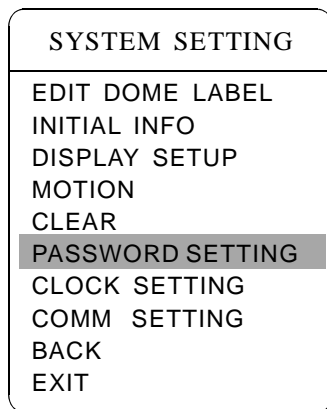 SYSTEM SETTING
EDIT DOME LABEL
INITIAL INFO
DISPLAY SETUP
MOTION
CLEAR
PASSWORD SETTING
CLOCK SETTING
COMM SETTING
BACK
EXIT